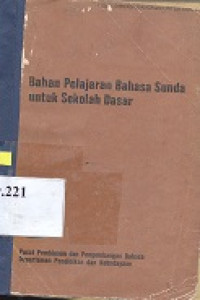 Bahan Pelajaran Bahasa Sunda
untuk Sekolah Dasar
.221
Pusat Pembinaan dan Pengembangan Bahasa
Departemen Pendidikan dan Kebudayaan